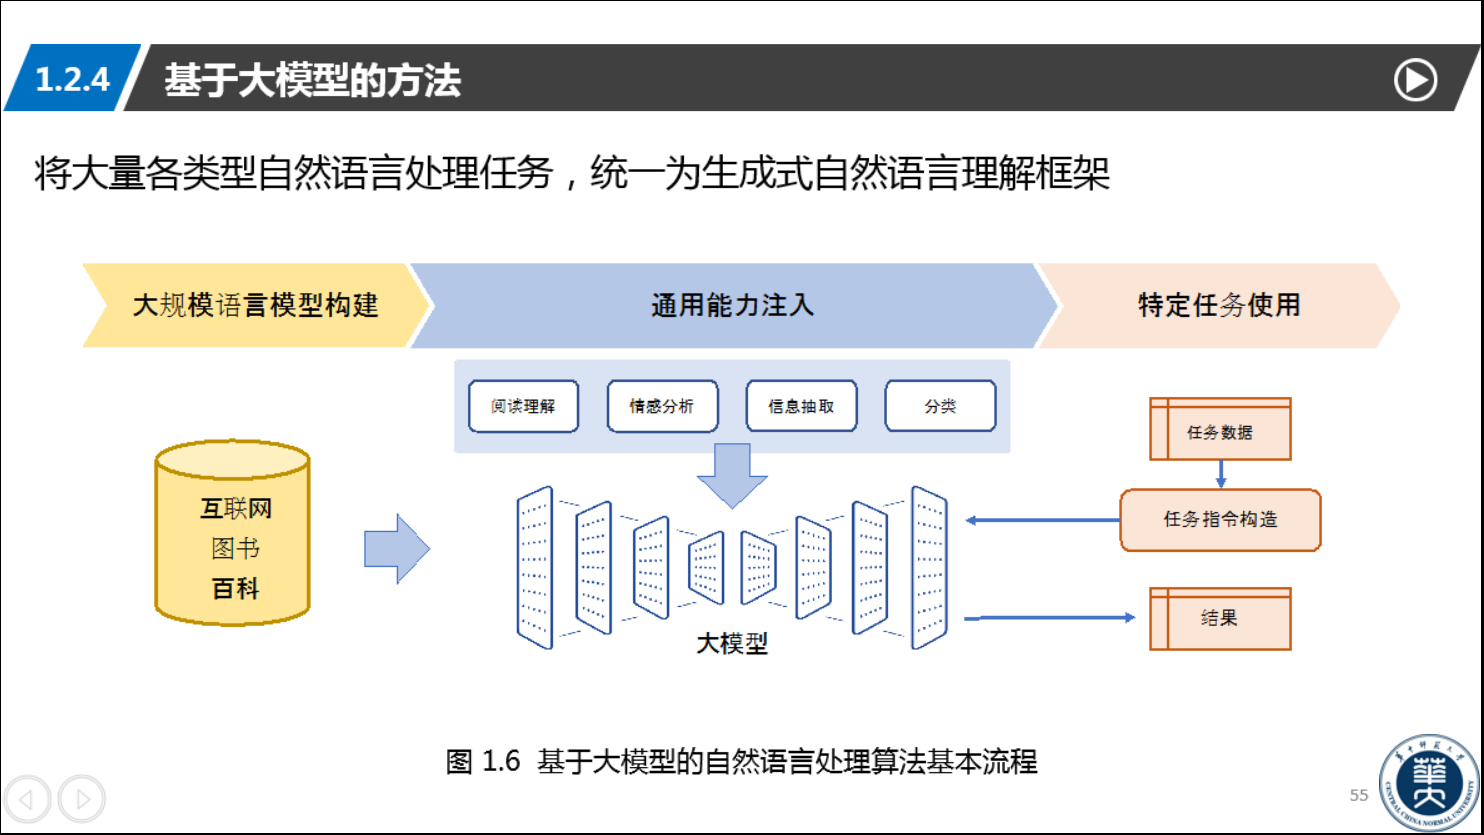 1.2.4 基于大模型的方法
将大量各类型自然语言处理任务，统一为生成式自然语言理解框架
大规模语言模型构建
通用能力注入
特定任务使用
阅读理解
情感分析
信息抽取
分类
互联网
图书
百科
大模型
任务数据
任务指令构造
结果
图 1.6 基于大模型的自然语言处理算法基本流程
55
華中師範大學
CENTRAL CHINA NORMAL UNIVERSITY